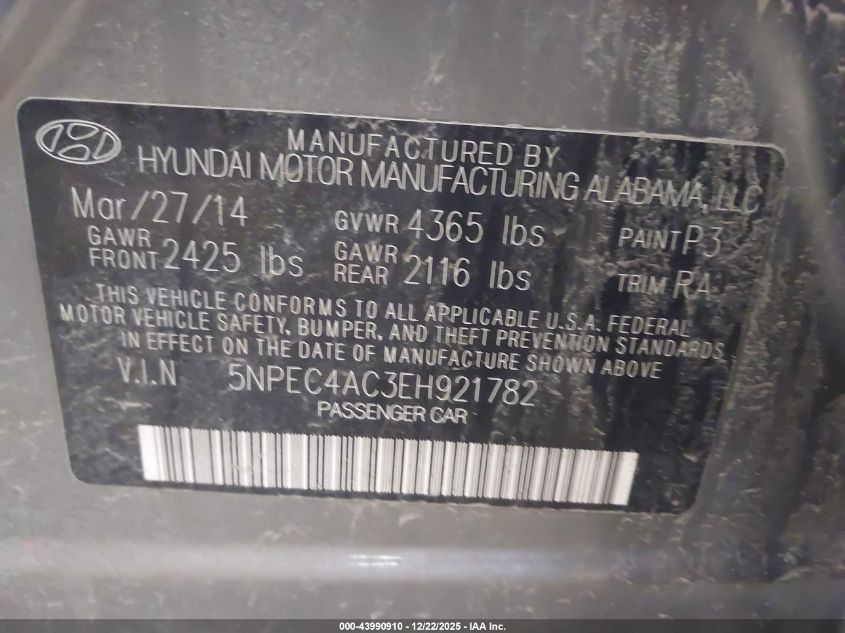 MANUFACTURED BY
HYUNDAI MOTOR MANUFACTURING ALABAMA, LLC
Mar/27/14 GVWR 4365 lbs PAINT P3
GAWR FRONT 2425 lbs GAWR REAR 2116 lbs TRIM RA
THIS VEHICLE CONFORMS TO ALL APPLICABLE U.S.A. FEDERAL
MOTOR VEHICLE SAFETY, BUMPER, AND THEFT PREVENTION STANDARDS
IN EFFECT ON THE DATE OF MANUFACTURE SHOWN ABOVE
V.I.N 5NPEC4AC3EH921782
PASSENGER CAR
000-43990910 - 12/22/2025 - IAA Inc.